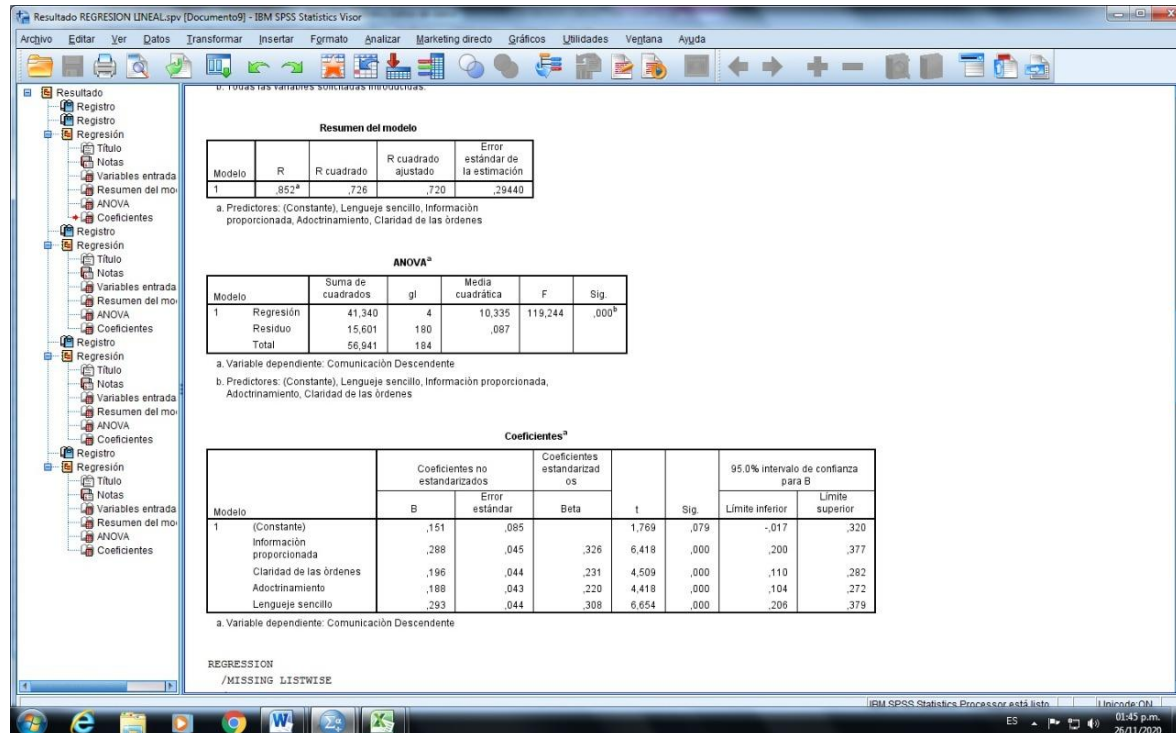 Resultado REGRESION LINEAL.spv [Documento9] - IBM SPSS Statistics Visor
Archivo Editar Ver Datos Transformar Insertar Formato Analizar Marketing directo Gráficos Utilidades Ventana Ayuda
Resultado
Registro
Registro
Regresión
Título
Notas
Variables entrada
Resumen del mo
ANOVA
Coeficientes
Registro
Regresión
Título
Notas
Variables entrada
Resumen del mo
ANOVA
Coeficientes
Registro
Regresión
Título
Notas
Variables entrada
Resumen del mo
ANOVA
Coeficientes
Registro
Regresión
Título
Notas
Variables entrada
Resumen del mo
ANOVA
Coeficientes
b. Todas las variables solicitadas introducidas.
Resumen del modelo
Modelo R R cuadrado R cuadrado ajustado Error estándar de la estimación
1 ,852a ,726 ,720 ,29440
a. Predictores: (Constante), Lengueje sencillo, Informaciòn
proporcionada, Adoctrinamiento, Claridad de las òrdenes
ANOVAa
Modelo Suma de cuadrados gl Media cuadrática F Sig.
1 Regresión 41,340 4 10,335 119,244 ,000b
Residuo 15,601 180 ,087
Total 56,941 184
a. Variable dependiente: Comunicaciòn Descendente
b. Predictores: (Constante), Lengueje sencillo, Informaciòn proporcionada,
Adoctrinamiento, Claridad de las òrdenes
Coeficientesa
Modelo Coeficientes no estandarizados Coeficientes estandarizados t Sig. 95.0% intervalo de confianza para B
B Error estándar Beta Límite inferior Límite superior
1 (Constante) ,151 ,085 1,769 ,079 -,017 ,320
Informaciòn proporcionada ,288 ,045 ,326 6,418 ,000 ,200 ,377
Claridad de las òrdenes ,196 ,044 ,231 4,509 ,000 ,110 ,282
Adoctrinamiento ,188 ,043 ,220 4,418 ,000 ,104 ,272
Lengueje sencillo ,293 ,044 ,308 6,654 ,000 ,206 ,379
a. Variable dependiente: Comunicaciòn Descendente
REGRESSION
/MISSING LISTWISE
IBM SPSS Statistics Processor está listo Unicode:ON
ES 01:45 p.m.
26/11/2020